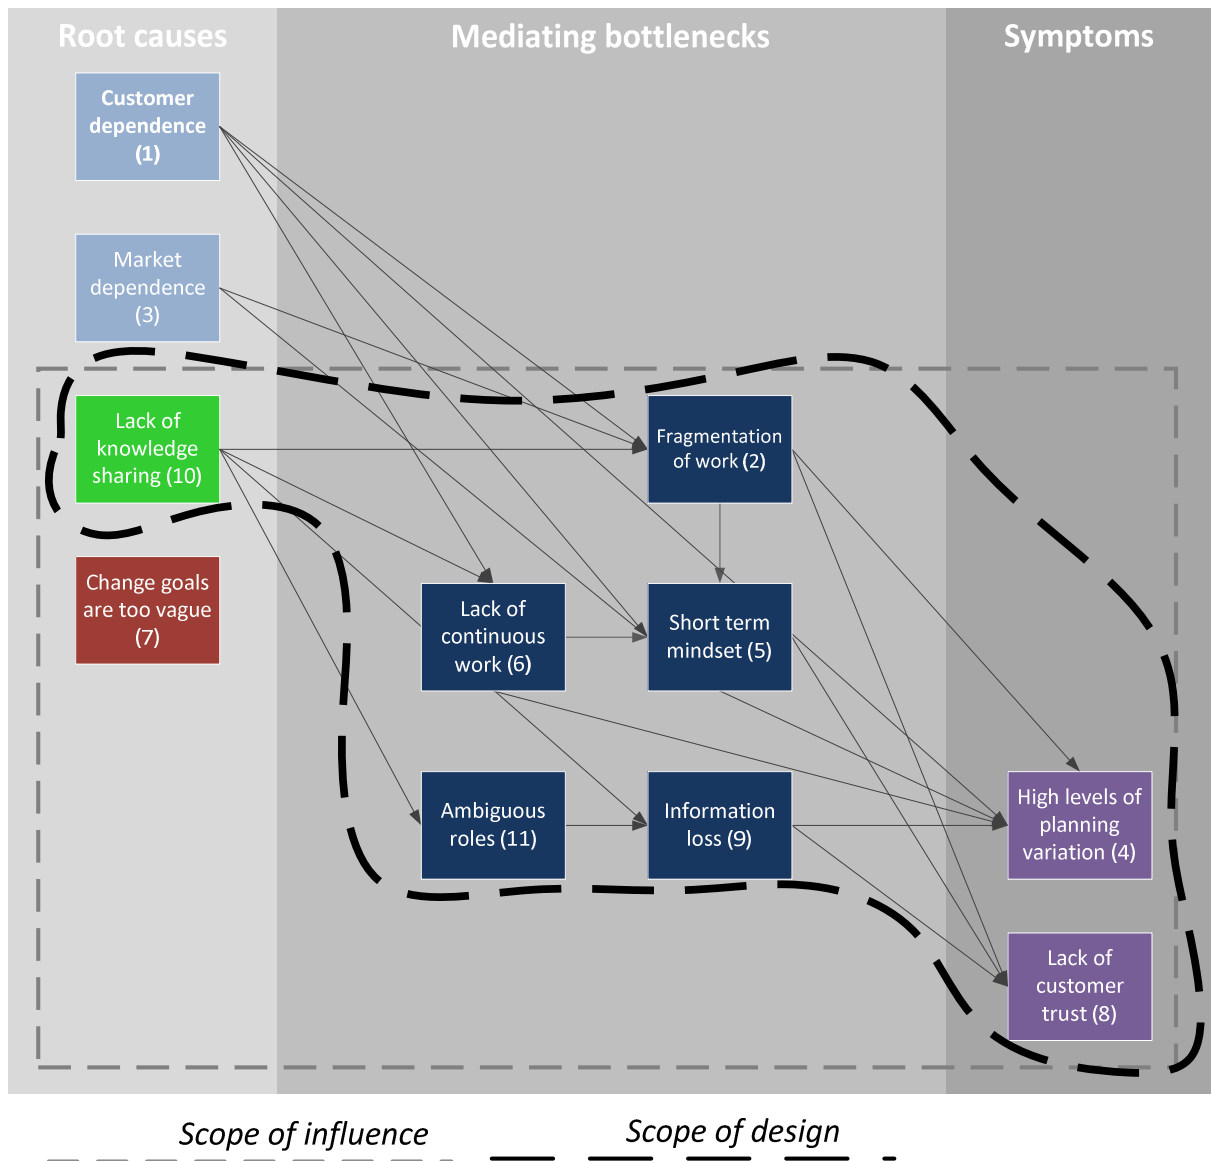 Root causes
Mediating bottlenecks
Symptoms
Customer
dependence
(1)
Market
dependence
(3)
Lack of
knowledge
sharing (10)
Fragmentation
of work (2)
Change goals
are too vague
(7)
Lack of
continuous
work (6)
Short term
mindset (5)
Ambiguous
roles (11)
Information
loss (9)
High levels of
planning
variation (4)
Lack of
customer
trust (8)
Scope of influence
Scope of design